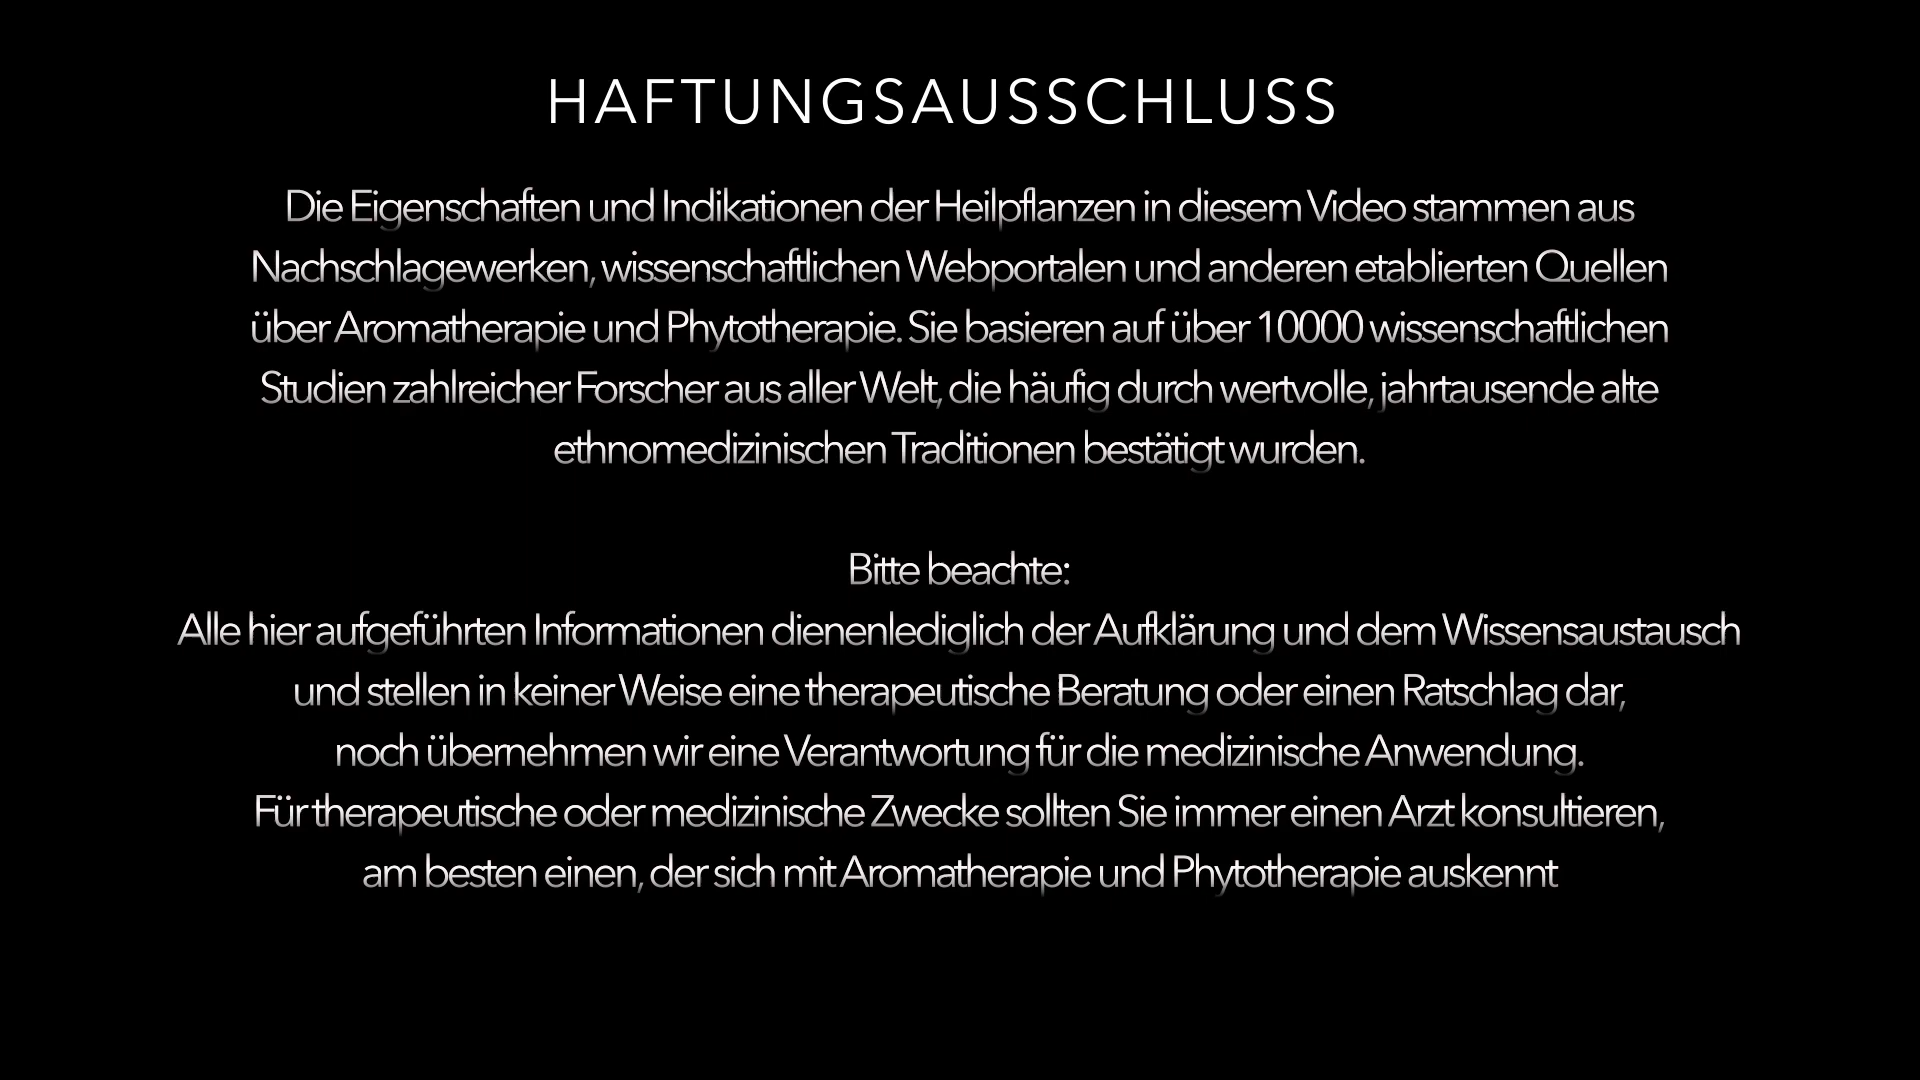 HAFTUNGSAUSSCHLUSS
Die Eigenschaften und Indikationen der Heilpflanzen in diesem Video stammen aus
Nachschlagewerken, wissenschaftlichen Webportalen und anderen etablierten Quellen
über Aromatherapie und Phytotherapie. Sie basieren auf über 10000 wissenschaftlichen
Studien zahlreicher Forscher aus aller Welt, die häufig durch wertvolle, jahrtausende alte
ethnomedizinischen Traditionen bestätigt wurden.
Bitte beachte:
Alle hier aufgeführten Informationen dienenlediglich der Aufklärung und dem Wissensaustausch
und stellen in keiner Weise eine therapeutische Beratung oder einen Ratschlag dar,
noch übernehmen wir eine Verantwortung für die medizinische Anwendung.
Für therapeutische oder medizinische Zwecke sollten Sie immer einen Arzt konsultieren,
am besten einen, der sich mit Aromatherapie und Phytotherapie auskennt